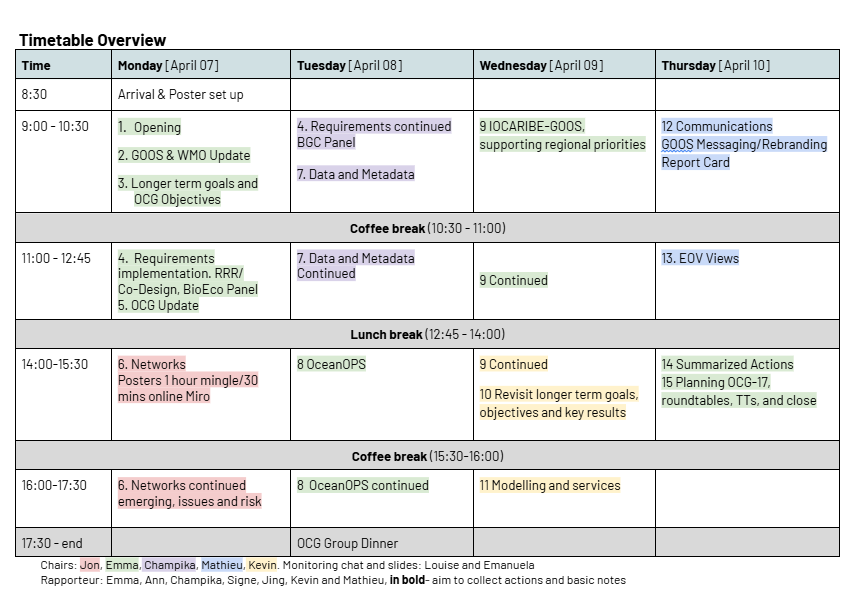 Timetable Overview
Time
Monday [April 07]
Tuesday [April 08]
Wednesday [April 09]
Thursday [April 10]
8:30
Arrival & Poster set up
9:00 - 10:30
1. Opening
2. GOOS & WMO Update
3. Longer term goals and
OCG Objectives
4. Requirements continued
BGC Panel
7. Data and Metadata
9 IOCARIBE-GOOS,
supporting regional priorities
12 Communications
GOOS Messaging/Rebranding
Report Card
Coffee break (10:30 - 11:00)
11:00 - 12:45
4. Requirements
implementation. RRR/
Co-Design, BioEco Panel
5. OCG Update
7. Data and Metadata
Continued
9 Continued
13. EOV Views
Lunch break (12:45 - 14:00)
14:00-15:30
6. Networks
Posters 1 hour mingle/30
mins online Miro
8 OceanOPS
9 Continued
10 Revisit longer term goals,
objectives and key results
14 Summarized Actions
15 Planning OCG-17,
roundtables, TTs, and close
Coffee break (15:30-16:00)
16:00-17:30
6. Networks continued
emerging, issues and risk
8 OceanOPS continued
11 Modelling and services
17:30 - end
OCG Group Dinner
Chairs: Jon, Emma, Champika, Mathieu, Kevin. Monitoring chat and slides: Louise and Emanuela
Rapporteur: Emma, Ann, Champika, Signe, Jing, Kevin and Mathieu, in bold- aim to collect actions and basic notes